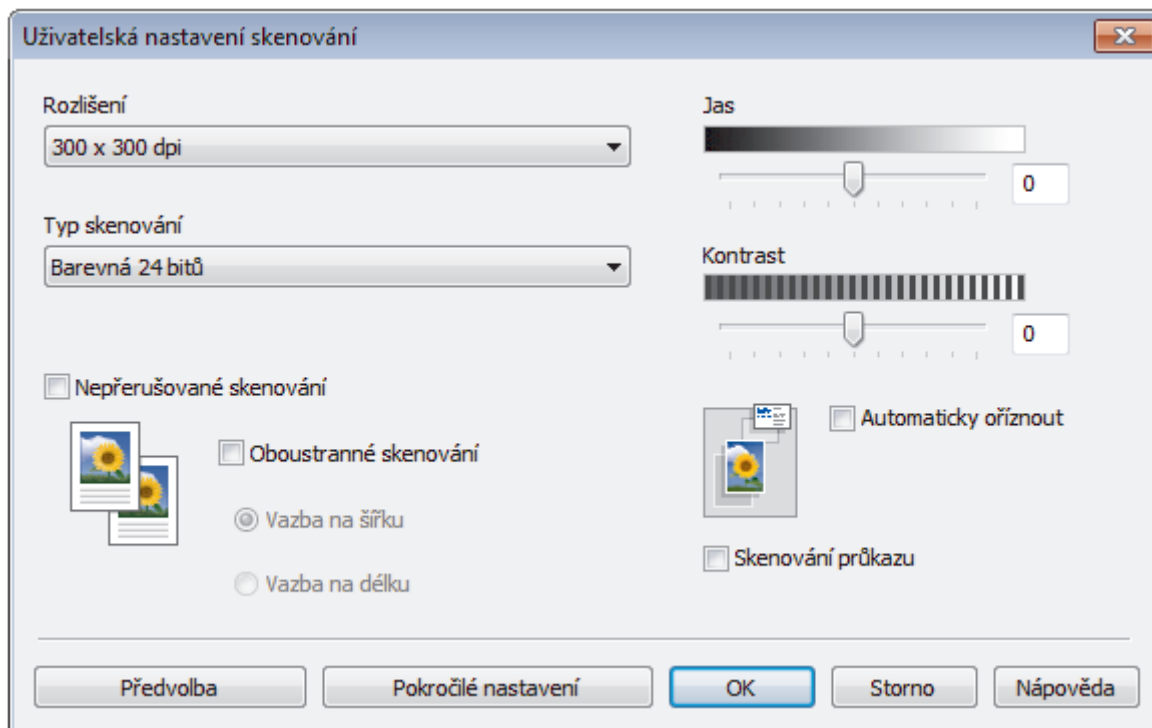 Uživatelská nastavení skenování
Rozlišení
300 x 300 dpi
Typ skenování
Barevná 24 bitů
Nepřerušované skenování
Oboustranné skenování
Vazba na šířku
Vazba na délku
Jas
0
Kontrast
0
Automaticky oříznout
Skenování průkazu
Předvolba
Pokročilé nastavení
OK
Storno
Nápověda